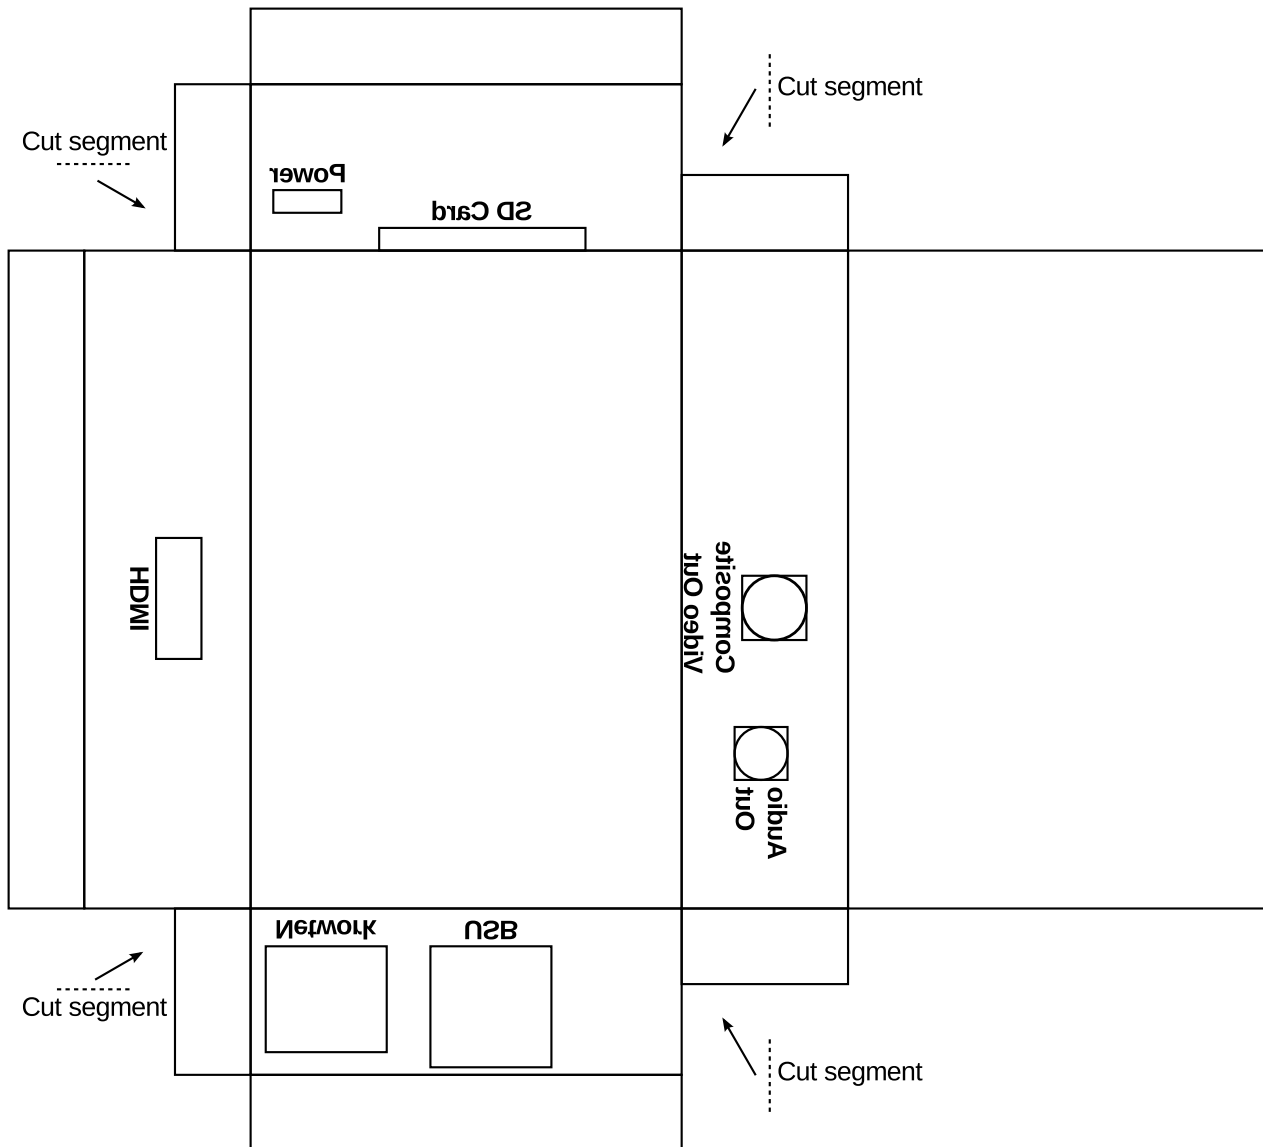 Cut segment
Cut segment
Power
SD Card
HDMI
Composite
Video Out
Audio
Out
Network
USB
Cut segment
Cut segment